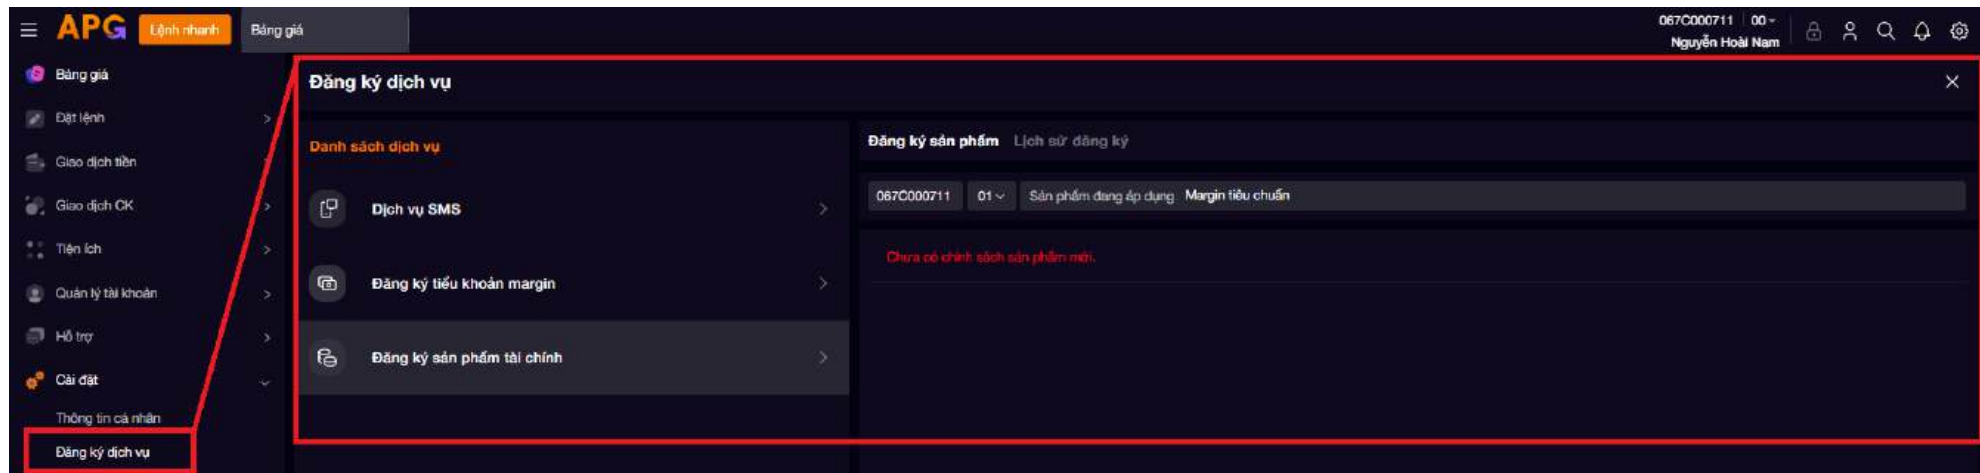 APG Lệnh nhanh Bảng giá
067C000711 00
Nguyễn Hoài Nam
Bảng giá
Đặt lệnh
Giao dịch tiền
Giao dịch CK
Tiện ích
Quản lý tài khoản
Hỗ trợ
Cài đặt
Thông tin cá nhân
Đăng ký dịch vụ
Đăng ký dịch vụ
Danh sách dịch vụ
Dịch vụ SMS
Đăng ký tiểu khoản margin
Đăng ký sản phẩm tài chính
Đăng ký sản phẩm Lịch sử đăng ký
067C000711 01 Sản phẩm đang áp dụng Margin tiêu chuẩn
Chưa có chính sách sản phẩm mới.